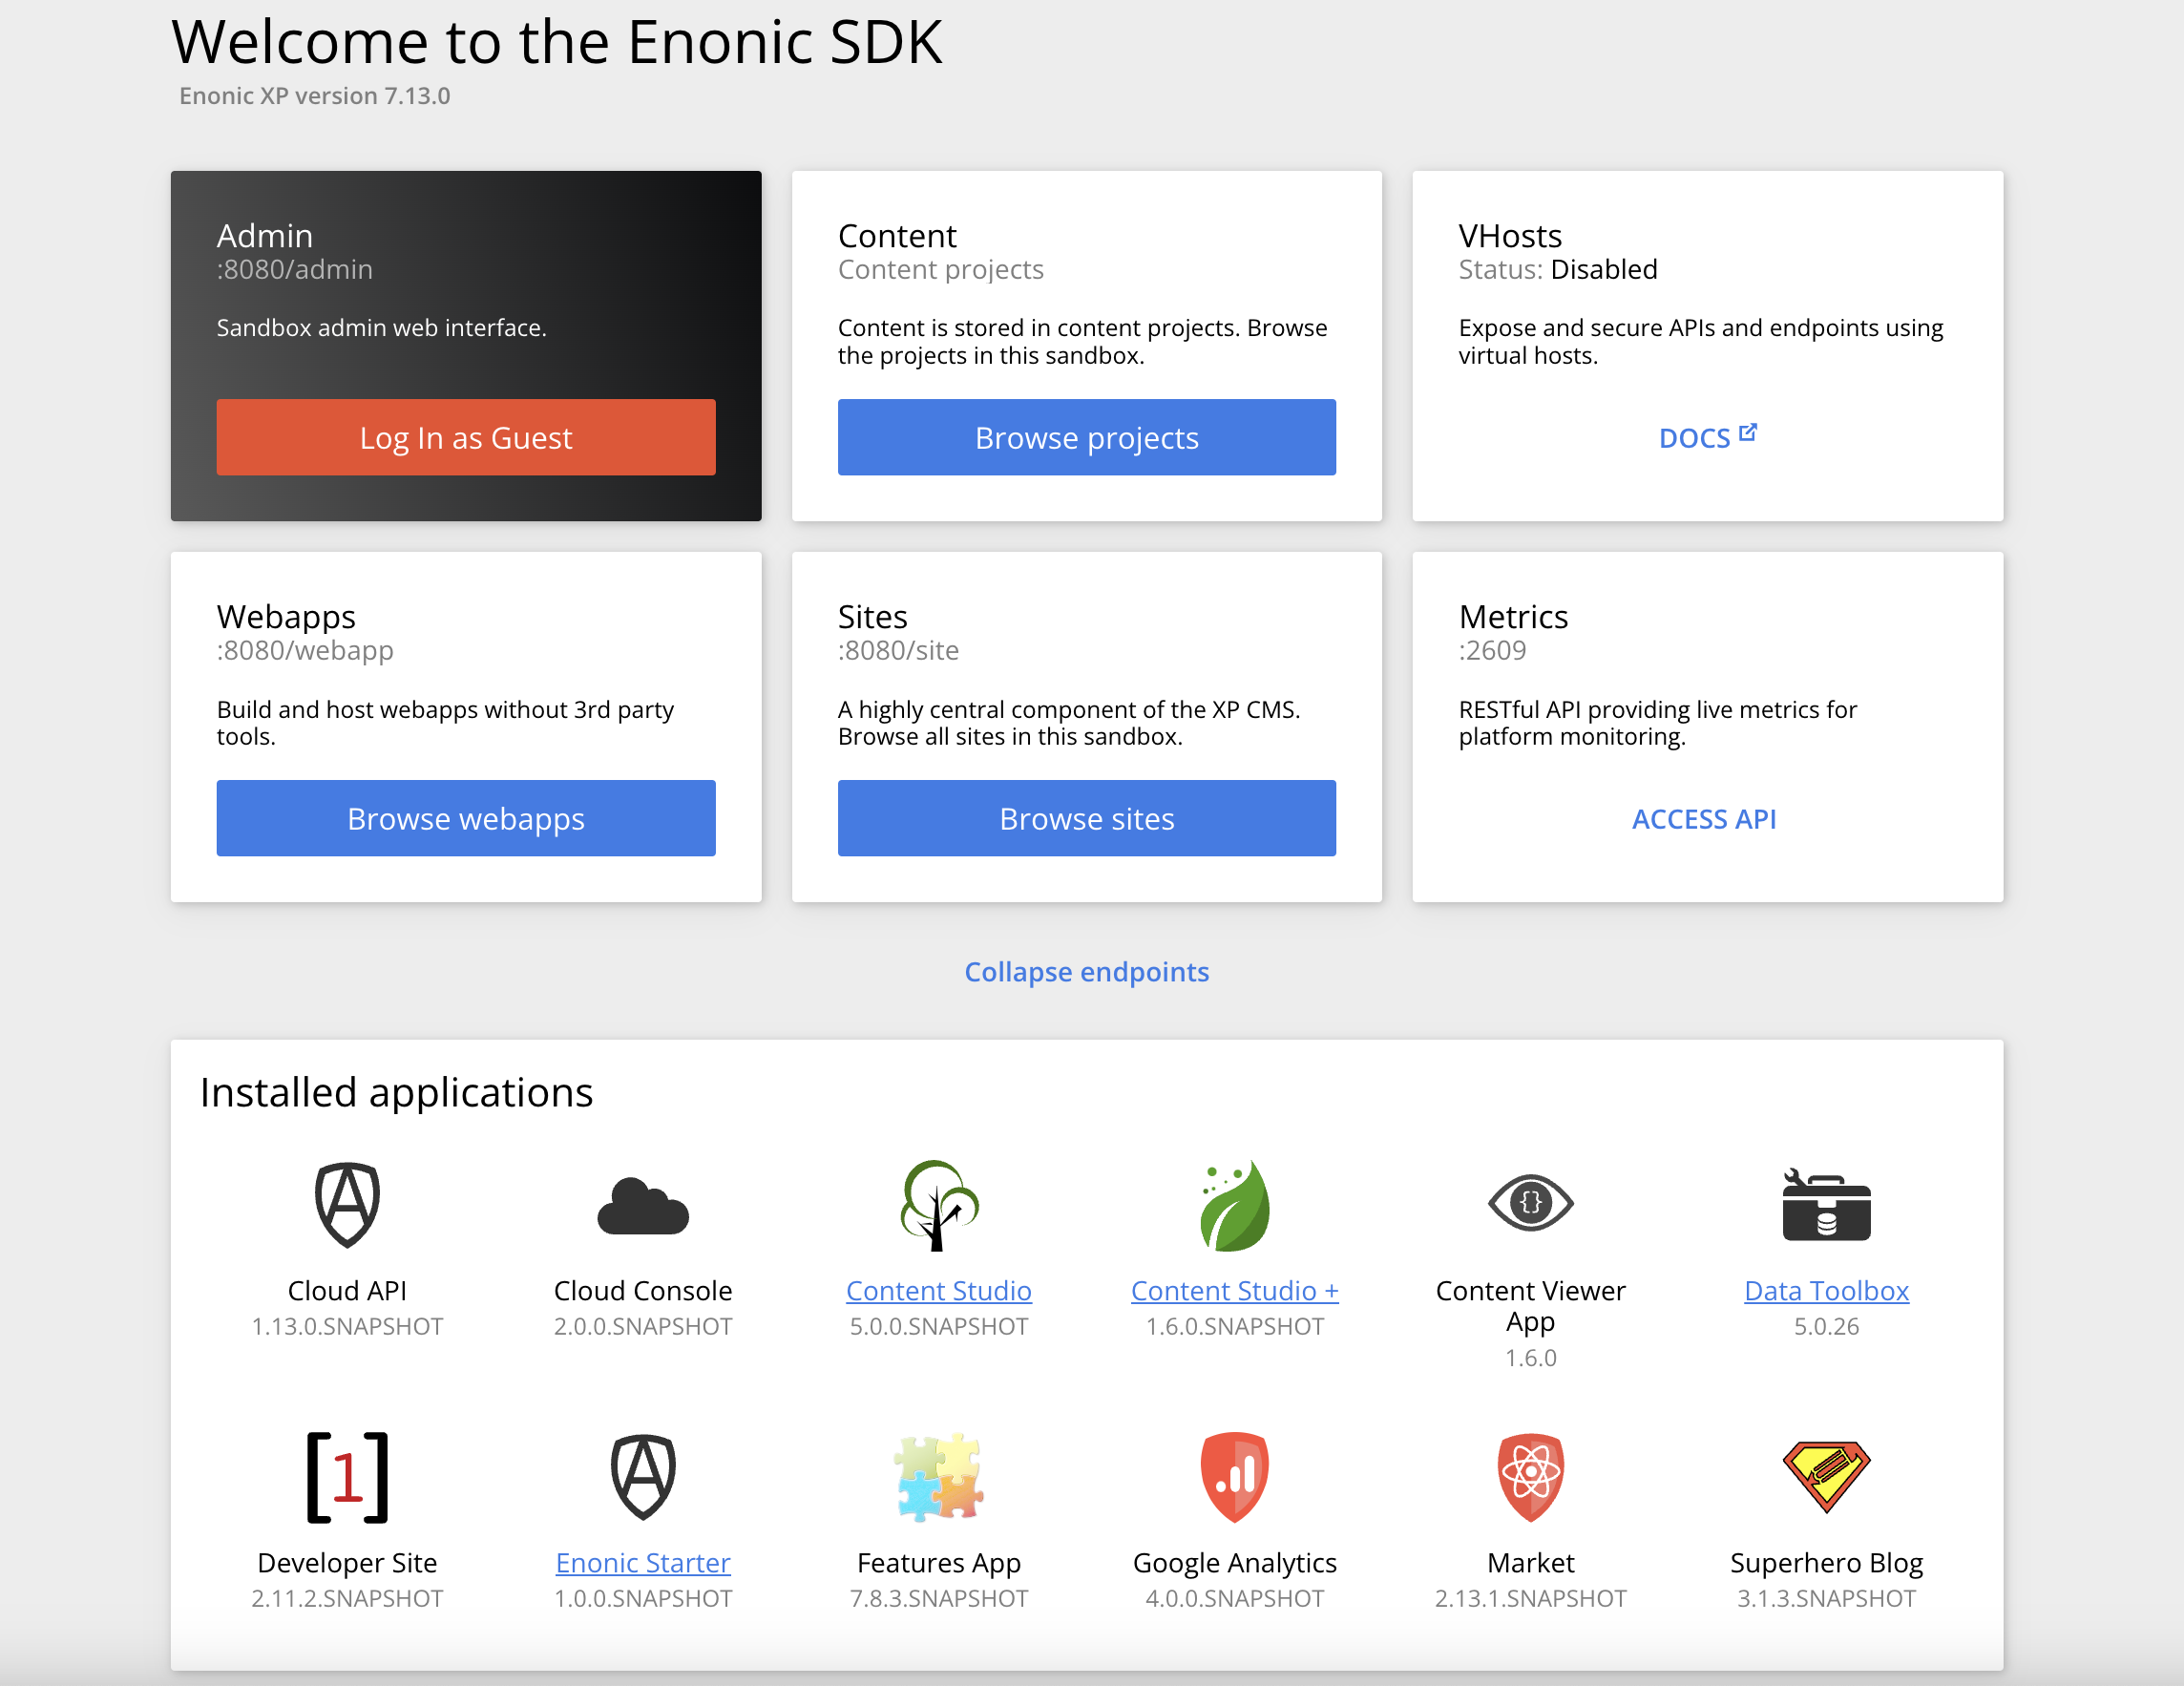 Welcome to the Enonic SDK
Enonic XP version 7.13.0
Admin
:8080/admin
Sandbox admin web interface.
Log In as Guest
Content
Content projects
Content is stored in content projects. Browse
the projects in this sandbox.
Browse projects
VHosts
Status: Disabled
Expose and secure APIs and endpoints using
virtual hosts.
DOCS
Webapps
:8080/webapp
Build and host webapps without 3rd party
tools.
Browse webapps
Sites
:8080/site
A highly central component of the XP CMS.
Browse all sites in this sandbox.
Browse sites
Metrics
:2609
RESTful API providing live metrics for
platform monitoring.
ACCESS API
Collapse endpoints
Installed applications
Cloud API
1.13.0.SNAPSHOT
Cloud Console
2.0.0.SNAPSHOT
Content Studio
5.0.0.SNAPSHOT
Content Studio +
1.6.0.SNAPSHOT
{}
Content Viewer
App
1.6.0
Data Toolbox
5.0.26
[1]
Developer Site
2.11.2.SNAPSHOT
Enonic Starter
1.0.0.SNAPSHOT
Features App
7.8.3.SNAPSHOT
Google Analytics
4.0.0.SNAPSHOT
Market
2.13.1.SNAPSHOT
Superhero Blog
3.1.3.SNAPSHOT